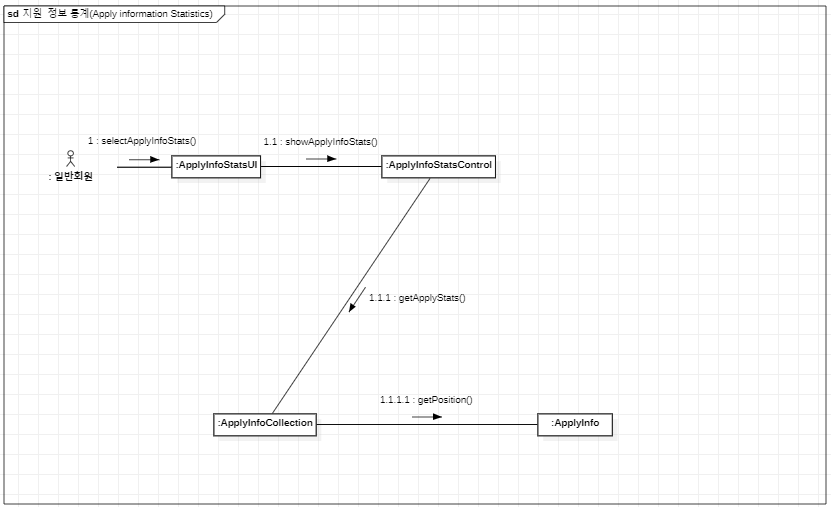 sd 지원 정보 통계(Apply information Statistics)
1 : selectApplyInfoStats()
1.1 : showApplyInfoStats()
:ApplyInfoStatsUI
:ApplyInfoStatsControl
: 일반회원
1.1.1 : getApplyStats()
1.1.1.1 : getPosition()
:ApplyInfoCollection
:ApplyInfo